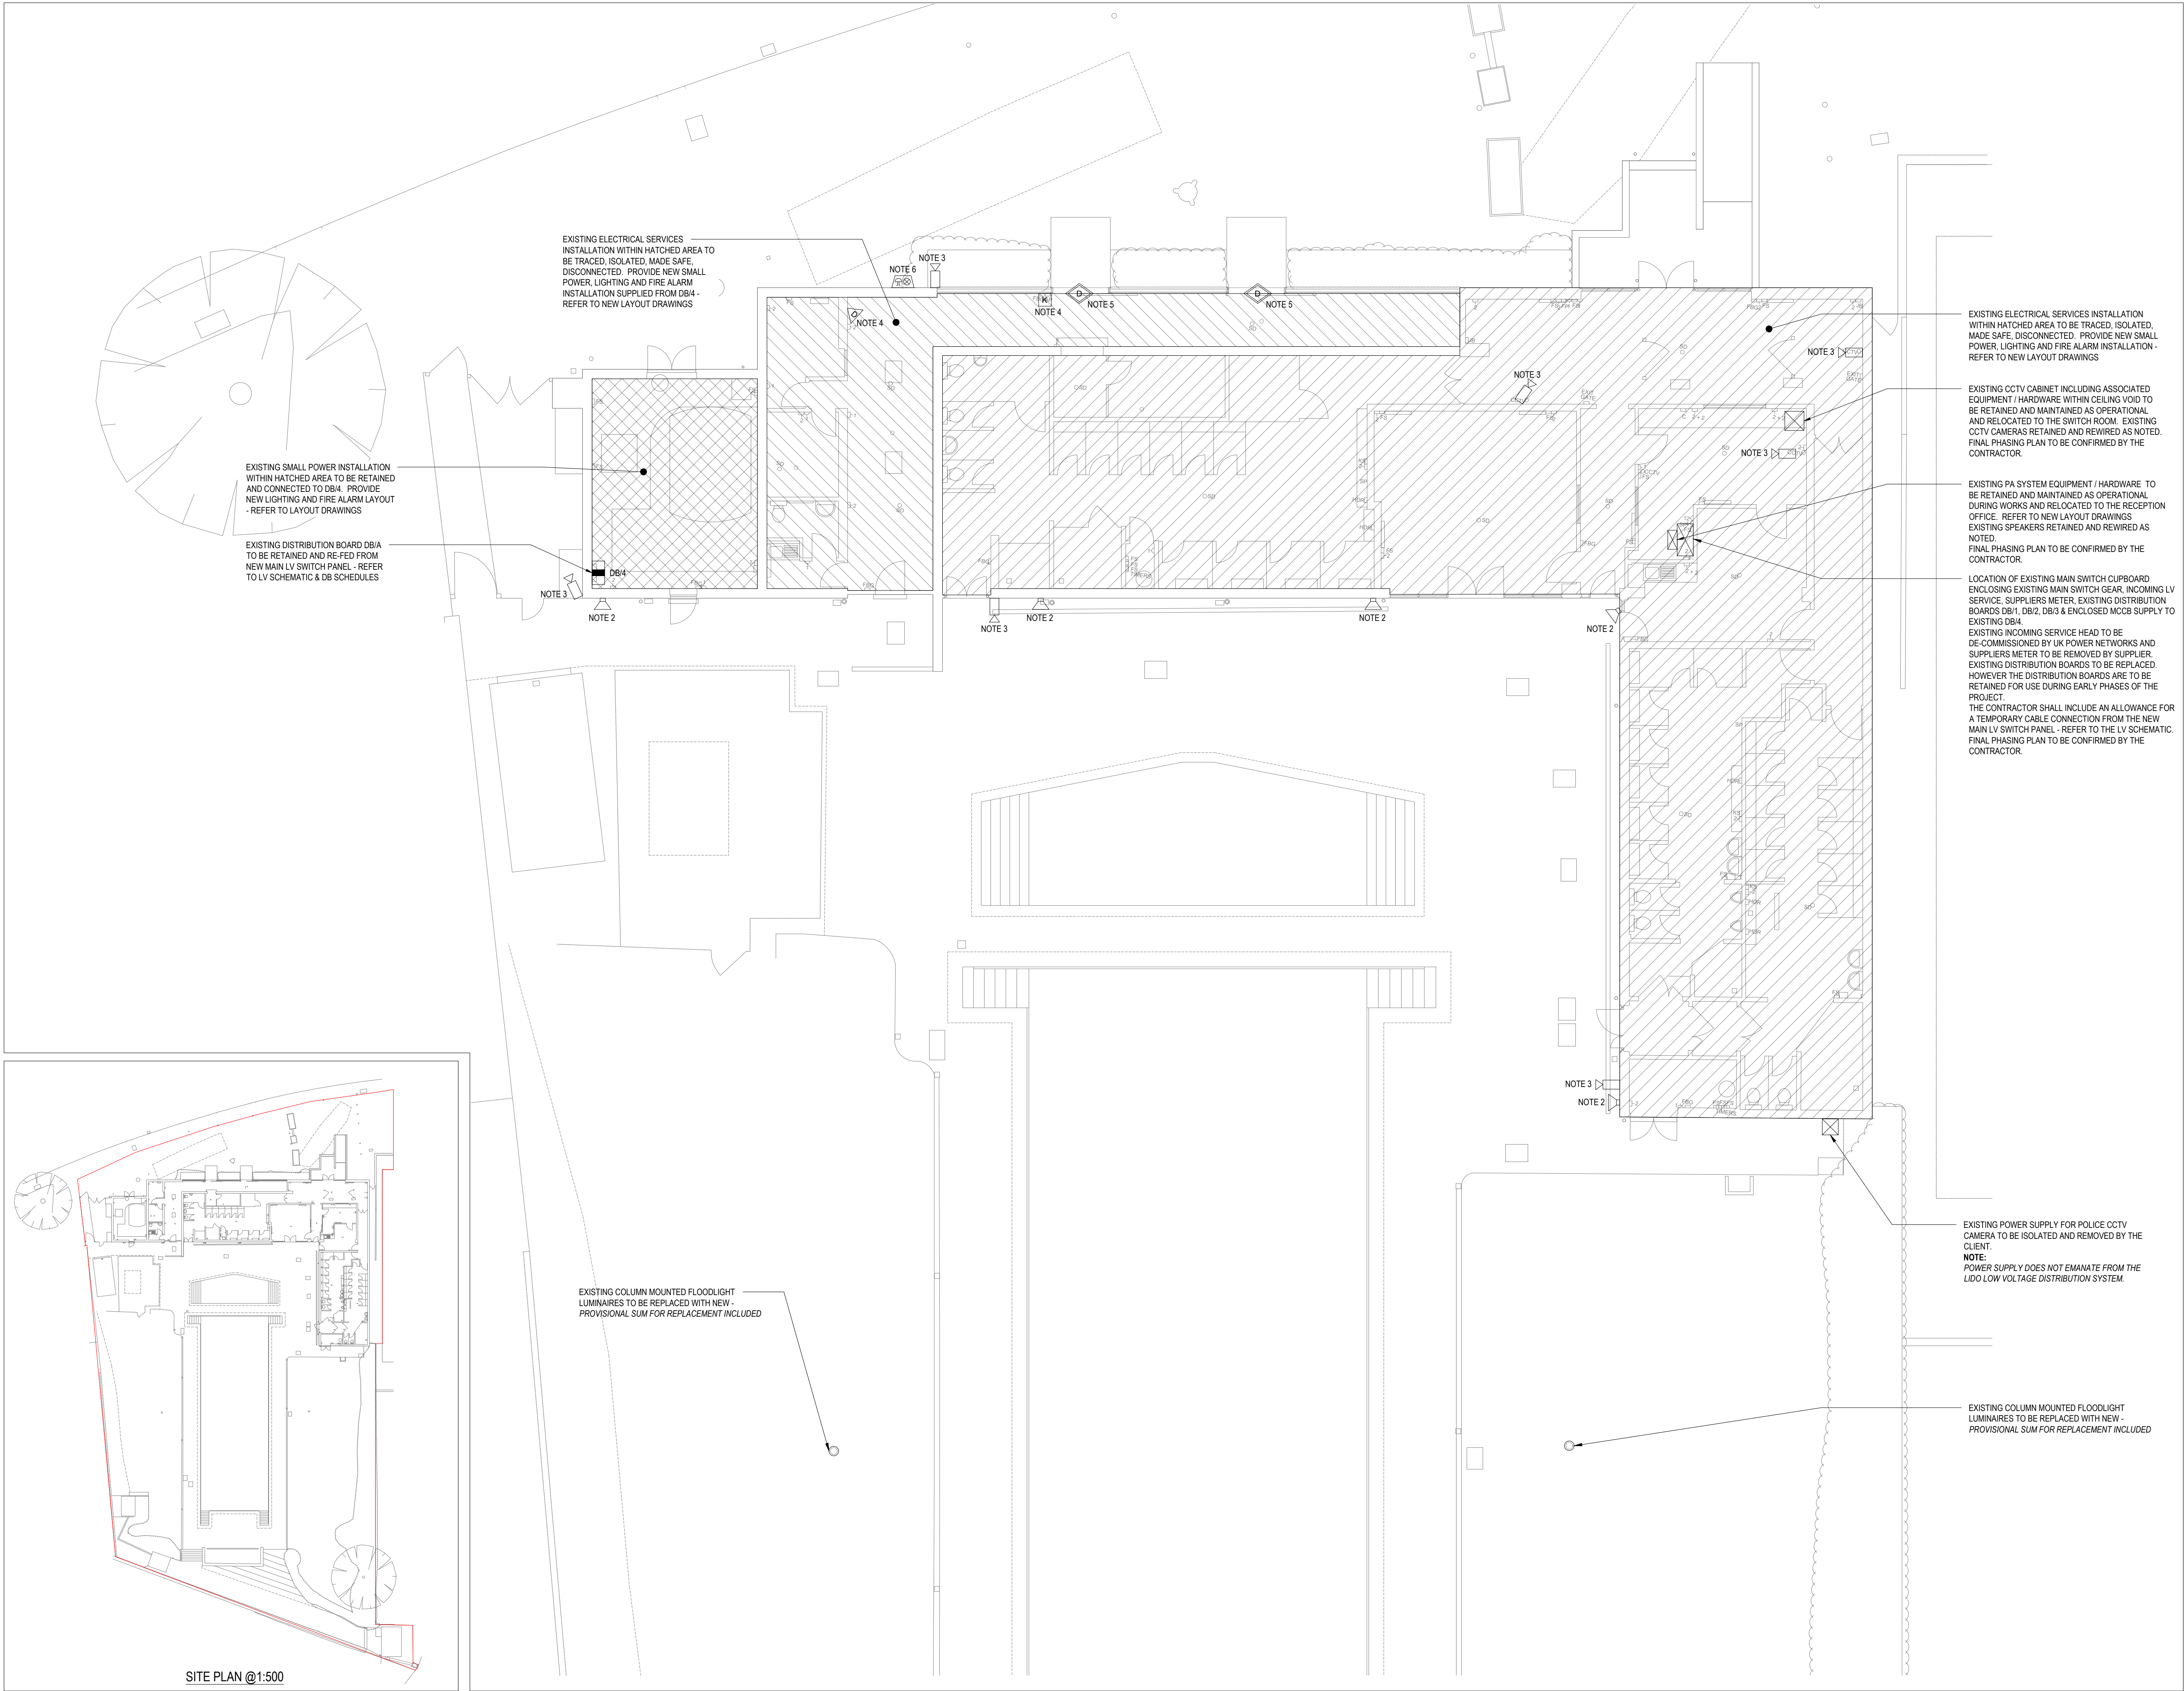 EXISTING ELECTRICAL SERVICES
INSTALLATION WITHIN HATCHED AREA TO
BE TRACED, ISOLATED, MADE SAFE,
DISCONNECTED.  PROVIDE NEW SMALL
POWER, LIGHTING AND FIRE ALARM
INSTALLATION SUPPLIED FROM DB/4 -
REFER TO NEW LAYOUT DRAWINGS
NOTE 6
NOTE 3
K
NOTE 4
D
NOTE 5
D
NOTE 5
NOTE 4
EXISTING SMALL POWER INSTALLATION
WITHIN HATCHED AREA TO BE RETAINED
AND CONNECTED TO DB/4.  PROVIDE
NEW LIGHTING AND FIRE ALARM LAYOUT
- REFER TO LAYOUT DRAWINGS
EXISTING DISTRIBUTION BOARD DB/A
TO BE RETAINED AND RE-FED FROM
NEW MAIN LV SWITCH PANEL - REFER
TO LV SCHEMATIC & DB SCHEDULES
DB/4
NOTE 3
NOTE 2
NOTE 3
NOTE 2
NOTE 2
NOTE 2
NOTE 3
NOTE 3
NOTE 3
EXIT
GATE
EXIT
GATE
EXISTING ELECTRICAL SERVICES INSTALLATION
WITHIN HATCHED AREA TO BE TRACED, ISOLATED,
MADE SAFE, DISCONNECTED.  PROVIDE NEW SMALL
POWER, LIGHTING AND FIRE ALARM INSTALLATION -
REFER TO NEW LAYOUT DRAWINGS
EXISTING CCTV CABINET INCLUDING ASSOCIATED
EQUIPMENT / HARDWARE WITHIN CEILING VOID TO
BE RETAINED AND MAINTAINED AS OPERATIONAL
AND RELOCATED TO THE SWITCH ROOM.  EXISTING
CCTV CAMERAS RETAINED AND REWIRED AS NOTED.
FINAL PHASING PLAN TO BE CONFIRMED BY THE
CONTRACTOR.
EXISTING PA SYSTEM EQUIPMENT / HARDWARE  TO
BE RETAINED AND MAINTAINED AS OPERATIONAL
DURING WORKS AND RELOCATED TO THE RECEPTION
OFFICE.  REFER TO NEW LAYOUT DRAWINGS
EXISTING SPEAKERS RETAINED AND REWIRED AS
NOTED.
FINAL PHASING PLAN TO BE CONFIRMED BY THE
CONTRACTOR.
LOCATION OF EXISTING MAIN SWITCH CUPBOARD
ENCLOSING EXISTING MAIN SWITCH GEAR, INCOMING LV
SERVICE, SUPPLIERS METER, EXISTING DISTRIBUTION
BOARDS DB/1, DB/2, DB/3 & ENCLOSED MCCB SUPPLY TO
EXISTING DB/4.
EXISTING INCOMING SERVICE HEAD TO BE
DE-COMMISSIONED BY UK POWER NETWORKS AND
SUPPLIERS METER TO BE REMOVED BY SUPPLIER.
EXISTING DISTRIBUTION BOARDS TO BE REPLACED.
HOWEVER THE DISTRIBUTION BOARDS ARE TO BE
RETAINED FOR USE DURING EARLY PHASES OF THE
PROJECT.
THE CONTRACTOR SHALL INCLUDE AN ALLOWANCE FOR
A TEMPORARY CABLE CONNECTION FROM THE NEW
MAIN LV SWITCH PANEL - REFER TO THE LV SCHEMATIC.
FINAL PHASING PLAN TO BE CONFIRMED BY THE
CONTRACTOR.
NOTE 3
NOTE 2
EXISTING POWER SUPPLY FOR POLICE CCTV
CAMERA TO BE ISOLATED AND REMOVED BY THE
CLIENT.
NOTE:
POWER SUPPLY DOES NOT EMANATE FROM THE
LIDO LOW VOLTAGE DISTRIBUTION SYSTEM.
EXISTING COLUMN MOUNTED FLOODLIGHT
LUMINAIRES TO BE REPLACED WITH NEW -
PROVISIONAL SUM FOR REPLACEMENT INCLUDED
EXISTING COLUMN MOUNTED FLOODLIGHT
LUMINAIRES TO BE REPLACED WITH NEW -
PROVISIONAL SUM FOR REPLACEMENT INCLUDED
SITE PLAN @1:500